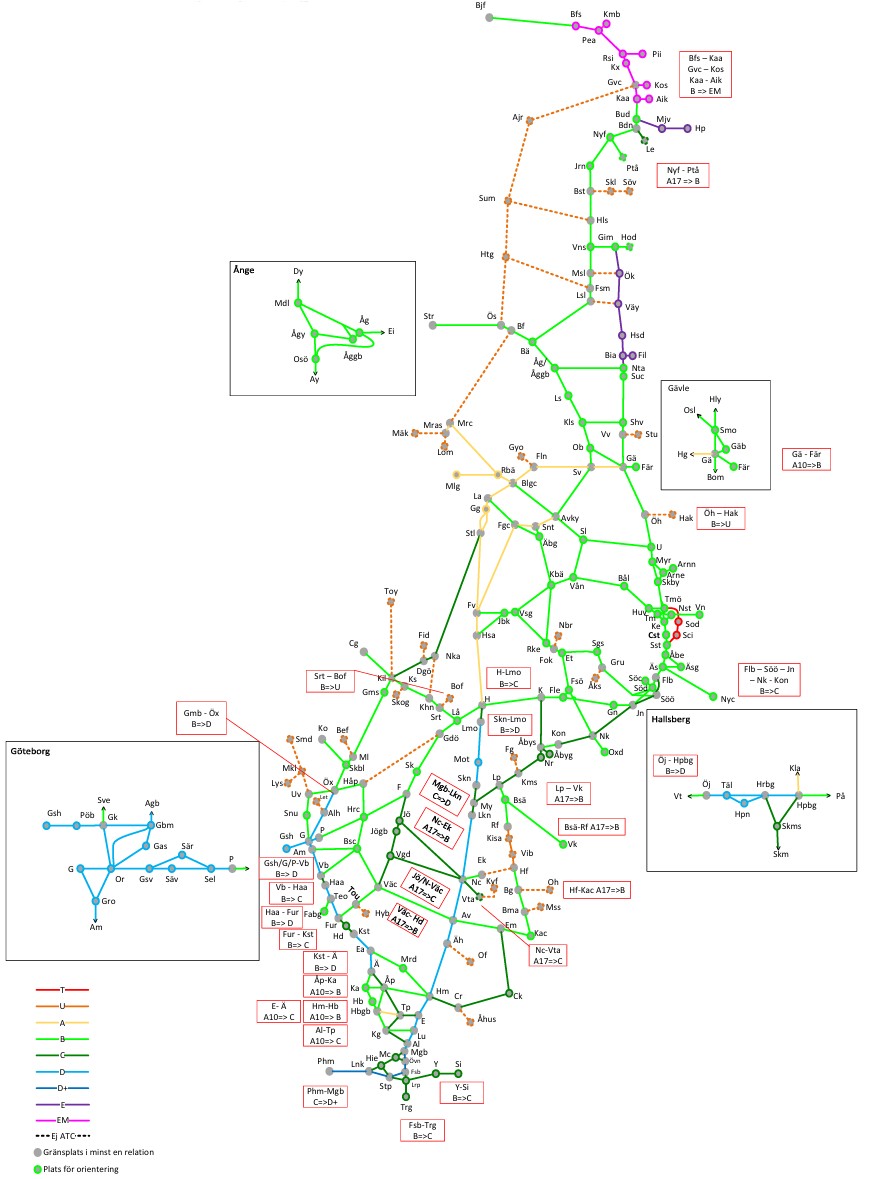 Bjf
Bfs
Kmb
Pea
Rsi
Pii
Kx
Gvc
Kos
Kaa
Aik
Bfs – Kaa
Gvc – Kos
Kaa - Aik
B => EM
Ajr
Bud
Bdn
Mjv
Hp
Nyf
Le
Ptå
Nyf - Ptå
A17 => B
Jrn
Bst
Skl
Söv
Sum
Hls
Gim
Hod
Vns
Htg
Msl
Ök
Fsm
Lsl
Väy
Ånge
Dy
Mdl
Åg
Ei
Ågy
Åggb
Osö
Ay
Str
Ös
Bf
Bä
Hsd
Bia
Fil
Åg/
Åggb
Nta
Suc
Ls
Kls
Shv
Vv
Stu
Mrc
Mras
Mäk
Lom
Ob
Gyo
Fln
Sv
Gä
Fär
Rbä
Mlg
Blgc
Gävle
Hly
Osl
Smo
Gäb
Hg
Gä
Fär
Bom
Gä - Fär
A10=>B
La
Gg
Stl
Fgc
Snt
Åbg
Avky
Sl
Öh
Hak
Öh – Hak
B=>U
U
Myr
Arnn
Arne
Skby
Kbä
Vån
Bål
Toy
Fv
Jbk
Vsg
Hsa
Tmö
Huv
Nst
Vn
Tm
Ke
Sod
Cst
Sci
Sst
Åbe
Äs
Äsg
Flb
Söc
Söd
Söö
Nyc
Nbr
Rke
Fok
Et
Sgs
Gru
Aks
Fid
Nka
Cg
Dgö
Kil
Ks
Gms
Skog
Khn
Srt
Bof
Srt – Bof
B=>U
H-Lmo
B=>C
H
K
Fle
Fsö
Gn
Jn
Flb – Söö – Jn
– Nk - Kon
B=>C
Lå
Lmo
Skn-Lmo
B=>D
Gdö
Gmb - Öx
B=>D
Smd
Ko
Bef
Ml
Skbl
Mkl
Lys
Uv
Öx
Håp
Sk
Mot
Skn
Åbys
Kon
Åby
Nr
Nk
Oxd
Fg
Lp
Kms
My
Lkn
Bsä
Hallsberg
Öj - Hpbg
B=>D
Kla
Vt
Öj
Täl
Hrbg
På
Hpn
Hpbg
Skms
Skm
Göteborg
Sve
Agb
Gsh
Pöb
Gk
Gbm
Gas
Sär
P
G
Or
Gsv
Säv
Sel
Gro
Am
Snu
Lr
Alh
Hrc
F
Jö
Jögb
Vgd
G
P
Gsh
Am
Bsc
Gsh/G/P-Vb
B=> D
Vb
Haa
Teo
Tou
Väc
Vb - Haa
B=> C
Haa - Fur
B=> D
Fabg
Fur
Hyb
Hd
Kst
Fur - Kst
B=> C
Mgb-Lkn
C=>D
Nc-Ek
A17=>B
Jö/N-Väc
A17=>C
Väc- Hd
A17=>B
Lp – Vk
A17=>B
Bsä-Rf A17=>B
Rf
Kisa
Vib
Vk
Ek
Nc
Kyf
Vta
Hf
Bg
Oh
Bma
Mss
Hf-Kac A17=>B
Kac
Em
Av
Nc-Vta
A17=>C
Äh
Of
Kst - Ä
B=> D
Ea
Ä
Mrd
Åp-Ka
A10=> B
Ka
Åp
Hm
Cr
Åhus
Ck
E- Ä
A10=> C
Hm-Hb
A10=> B
Hb
Hbgb
Tp
E
Al-Tp
A10=> C
Kg
Lu
Al
Mgb
Mc
Hie
Övn
Phm
Lnk
Fsb
Stp
Lrp
Y
Si
Trg
Phm-Mgb
C=>D+
Y-Si
B=>C
Fsb-Trg
B=>C
T
U
A
B
C
D
D+
E
EM
Ej ATC
Gränsplats i minst en relation
Plats för orientering